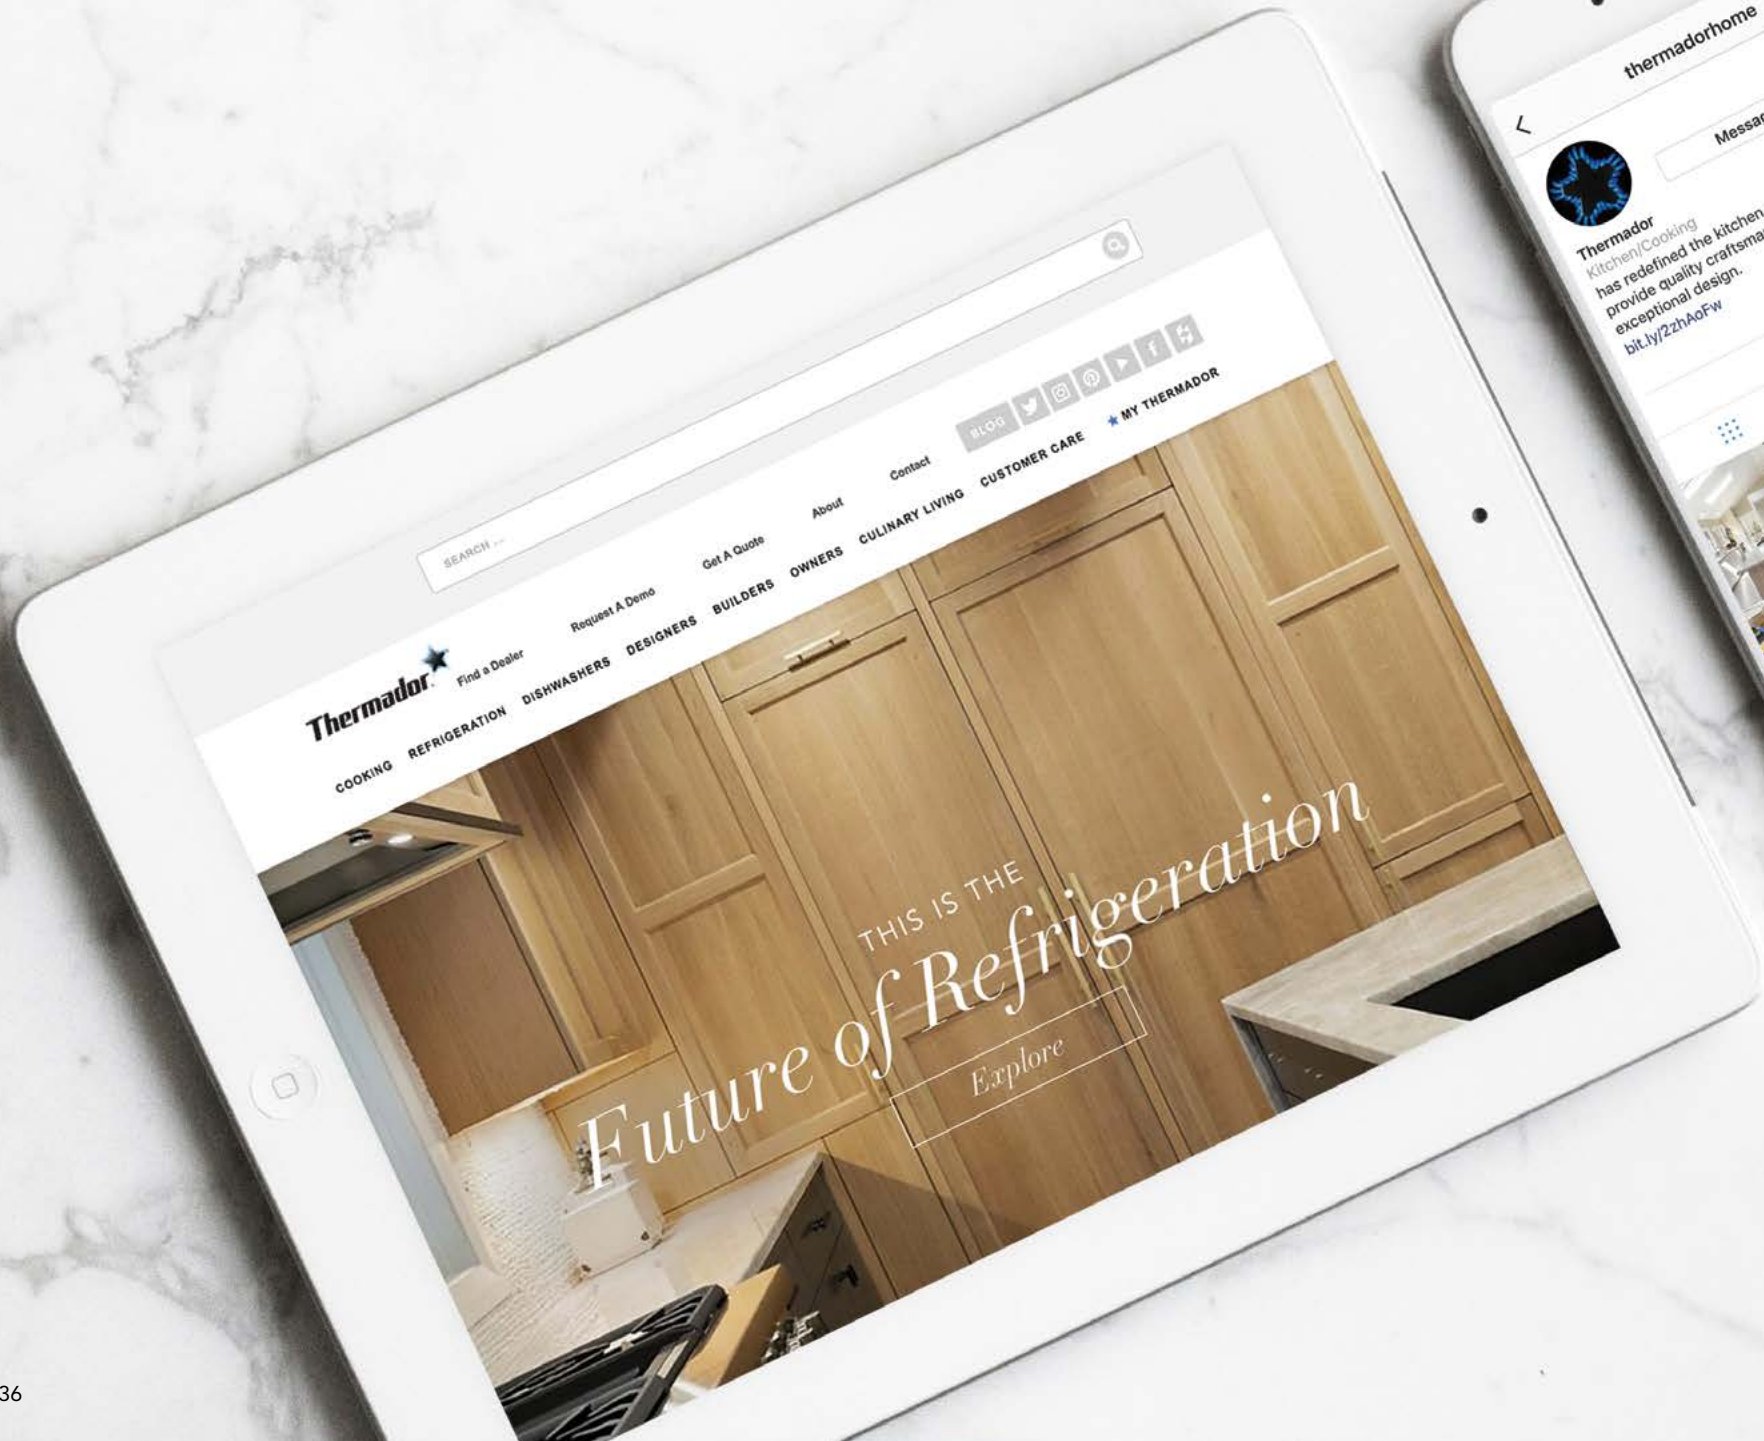 SEARCH ...
BLOG
Thermador
Find a Dealer
Request A Demo
Get A Quote
About
Contact
COOKING REFRIGERATION DISHWASHERS DESIGNERS BUILDERS OWNERS CULINARY LIVING CUSTOMER CARE MY THERMADOR
THIS IS THE
Future of Refrigeration
Explore
thermadorhome
Thermador
Kitchen/Cooking
has redefined the kitchen
provide quality
exceptional design.
bit.ly/2zhAoFw
36